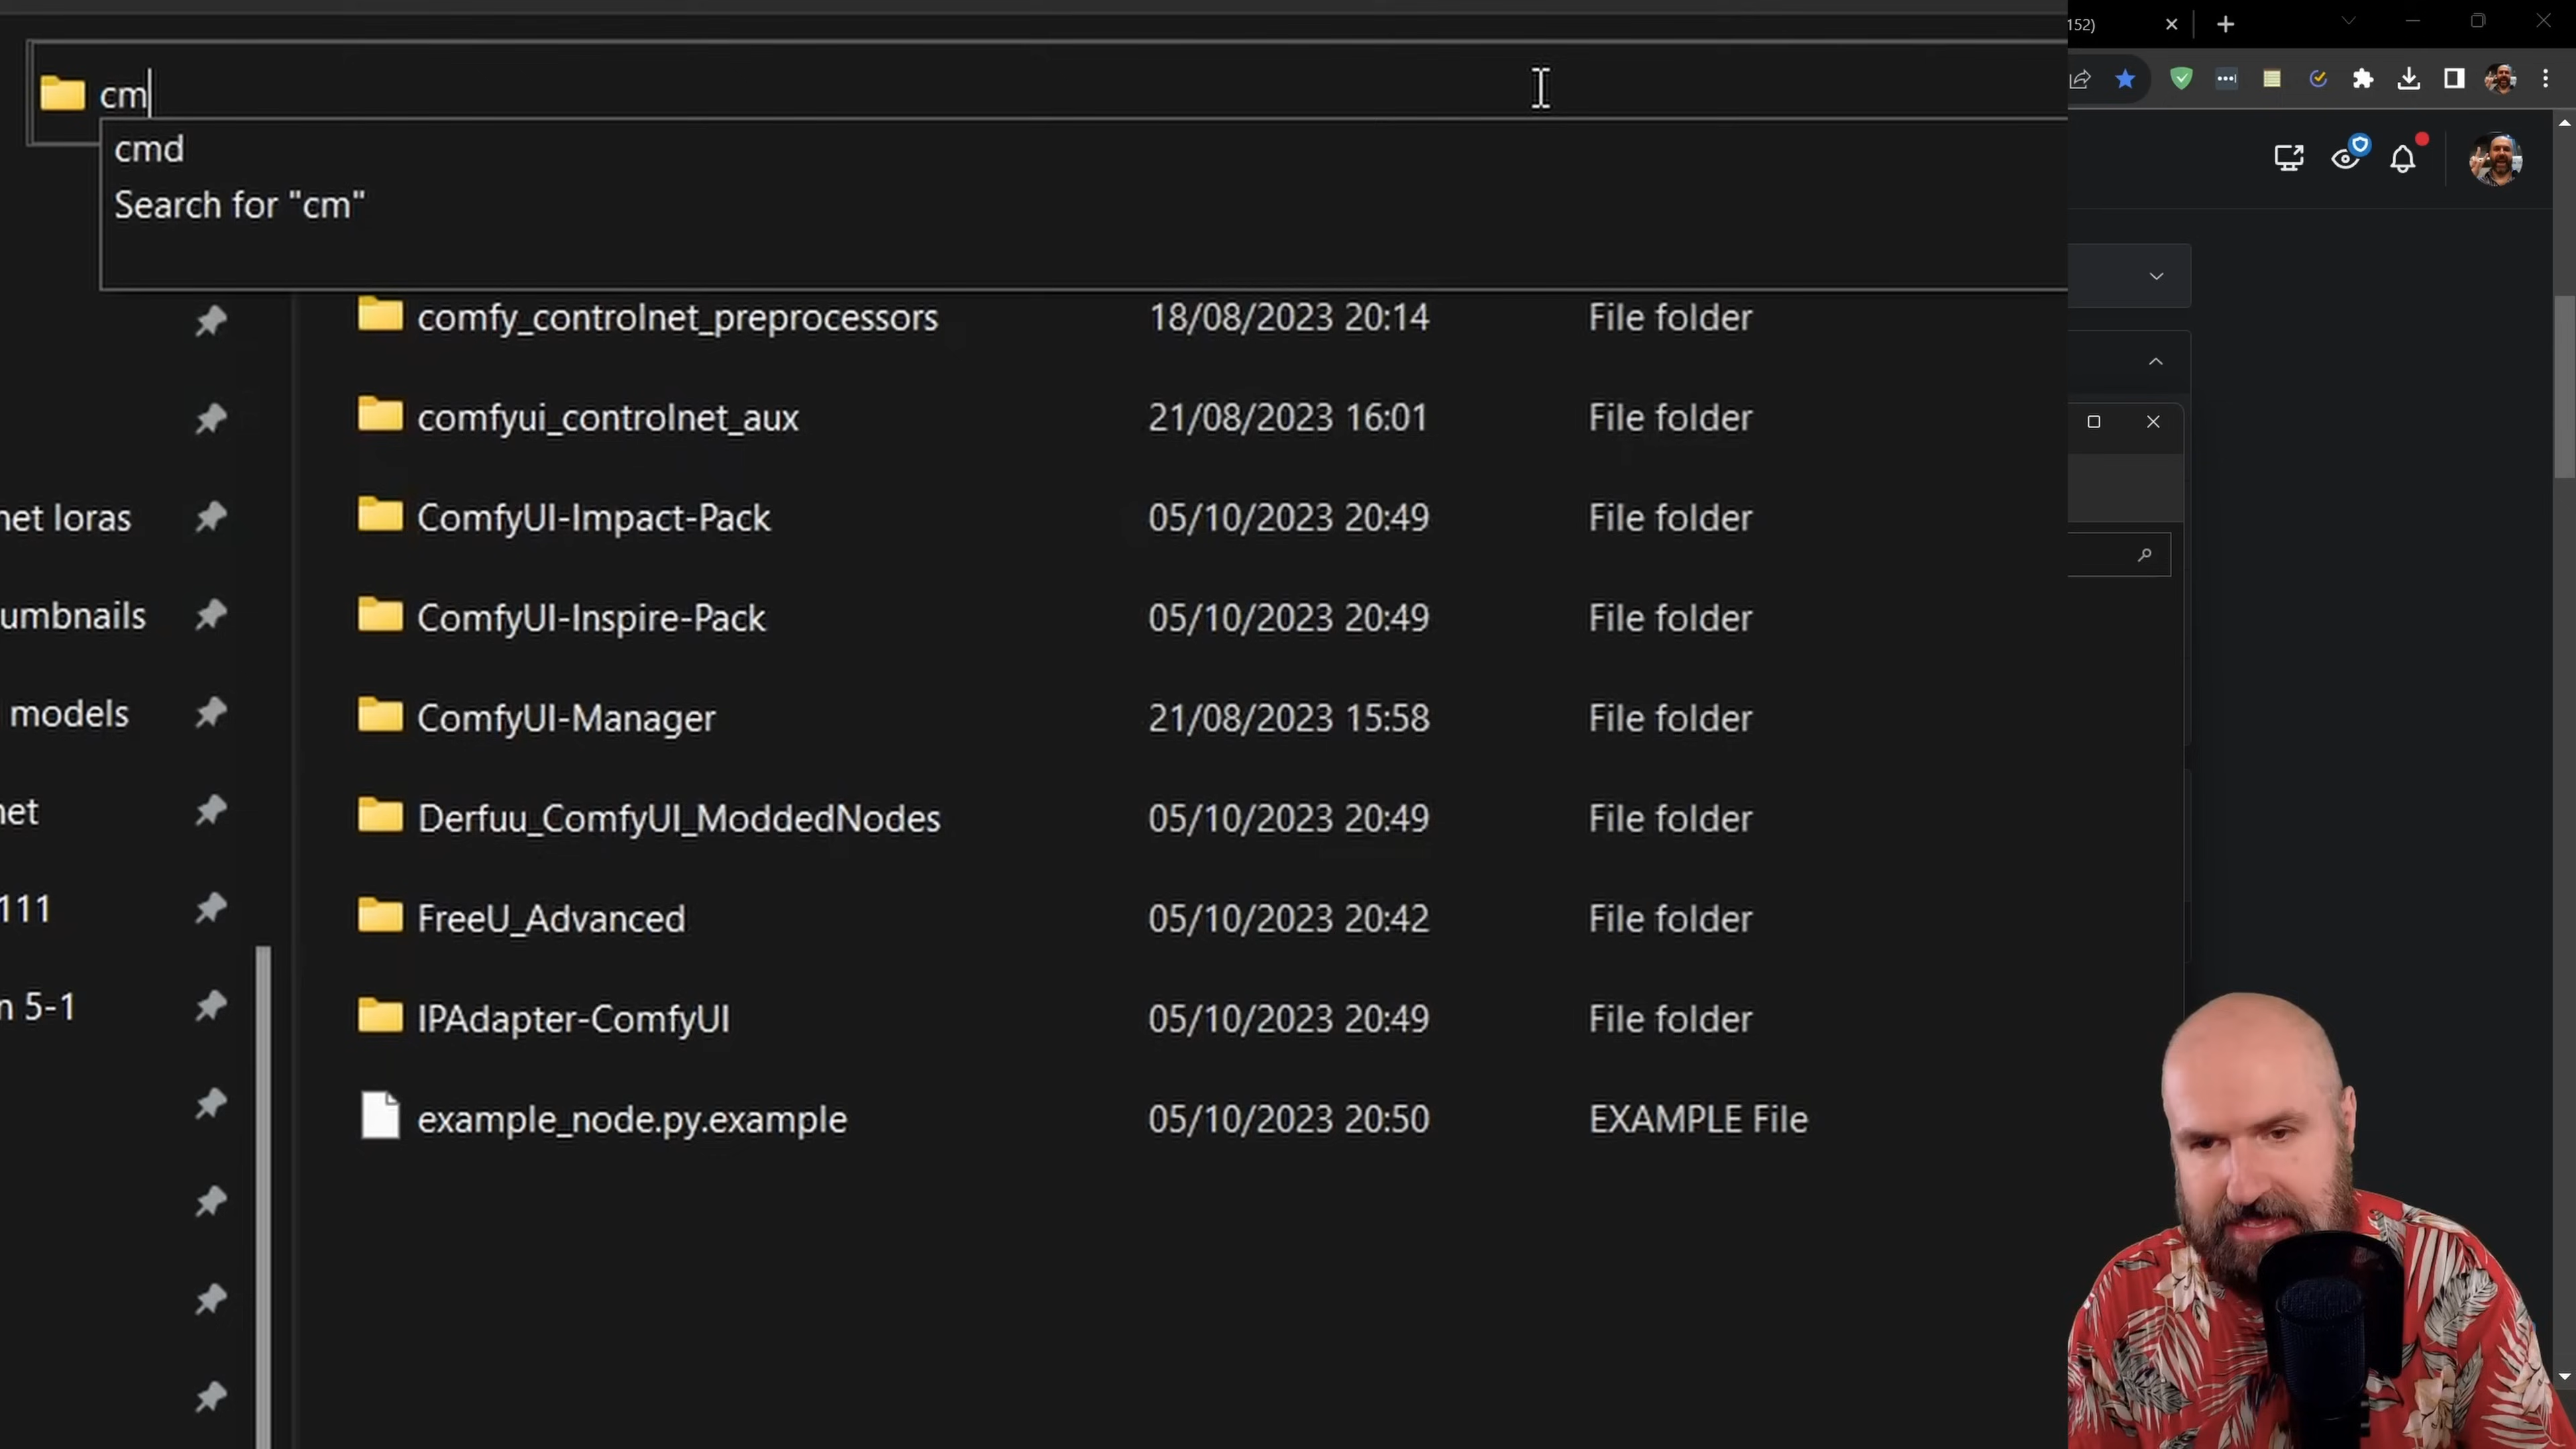 152)
cm
cmd
Search for "cm"
comfy_controlnet_preprocessors 18/08/2023 20:14 File folder
comfyui_controlnet_aux 21/08/2023 16:01 File folder
net loras ComfyUI-Impact-Pack 05/10/2023 20:49 File folder
umbnails ComfyUI-Inspire-Pack 05/10/2023 20:49 File folder
models ComfyUI-Manager 21/08/2023 15:58 File folder
net Derfuu_ComfyUI_ModdedNodes 05/10/2023 20:49 File folder
111 FreeU_Advanced 05/10/2023 20:42 File folder
n 5-1 IPAdapter-ComfyUI 05/10/2023 20:49 File folder
example_node.py.example 05/10/2023 20:50 EXAMPLE File